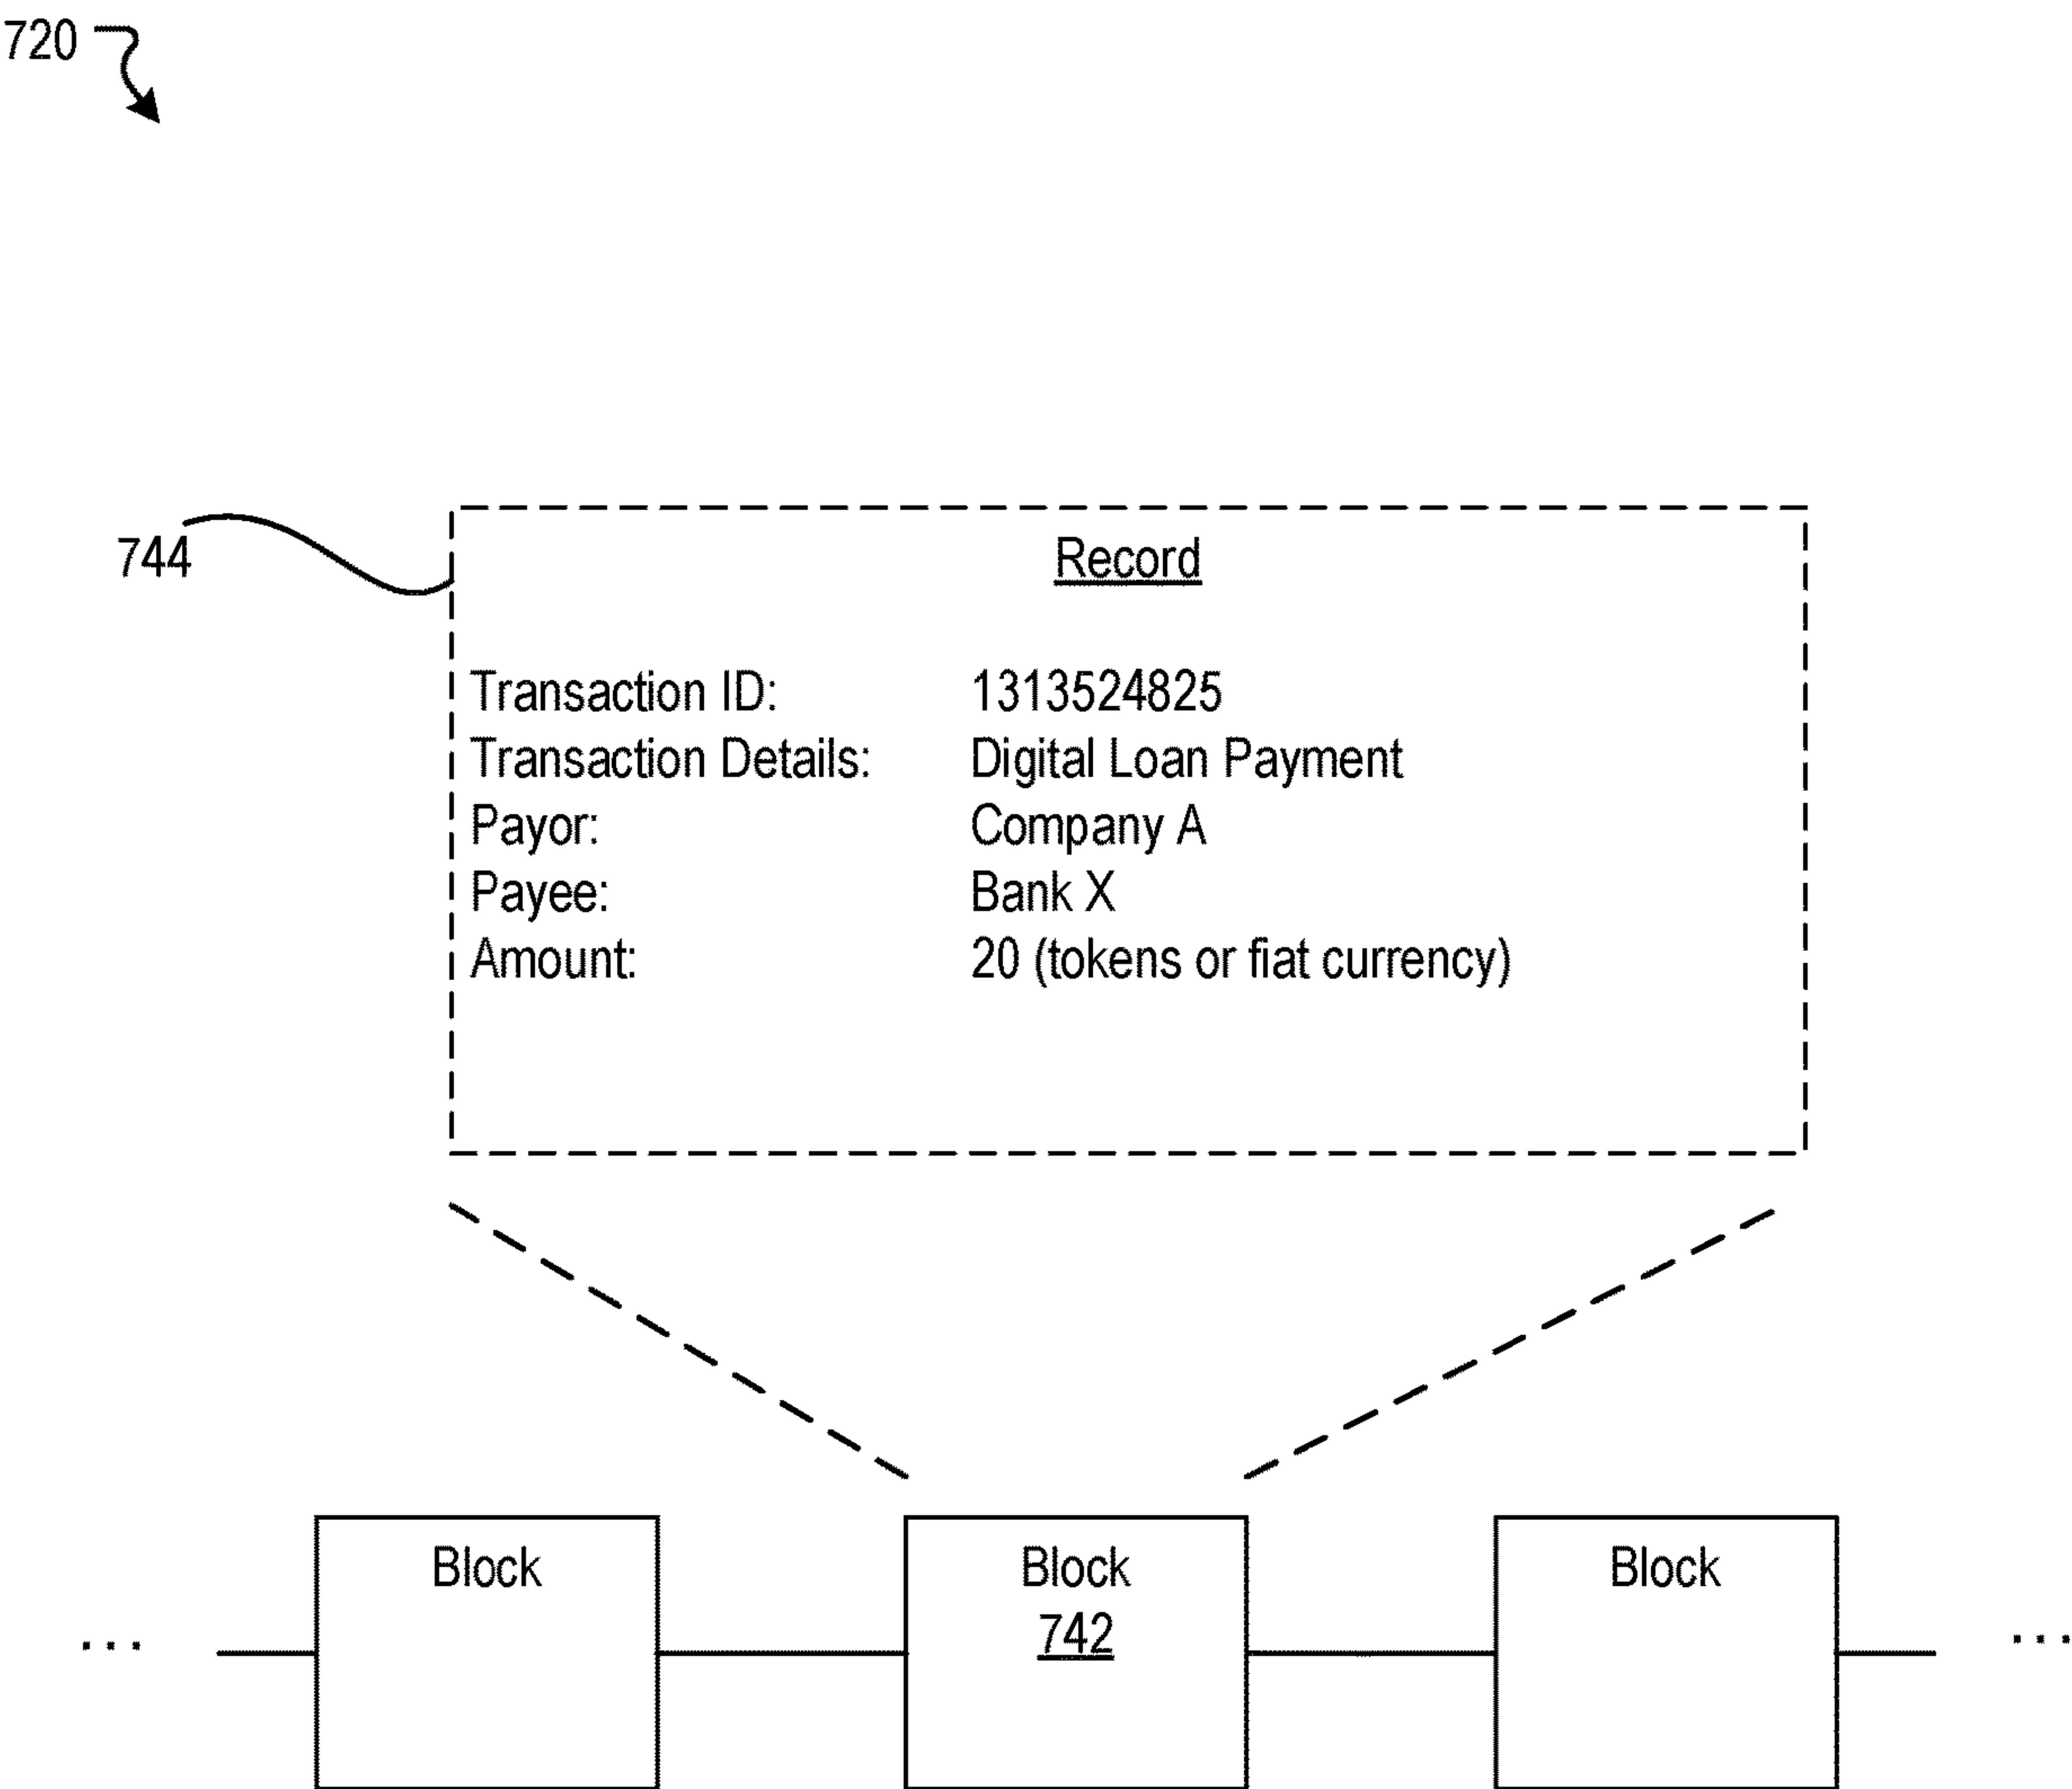 720
744
Record
Transaction ID: 1313524825
Transaction Details: Digital Loan Payment
Payor: Company A
Payee: Bank X
Amount: 20 (tokens or fiat currency)
Block Block Block
... 742 ...